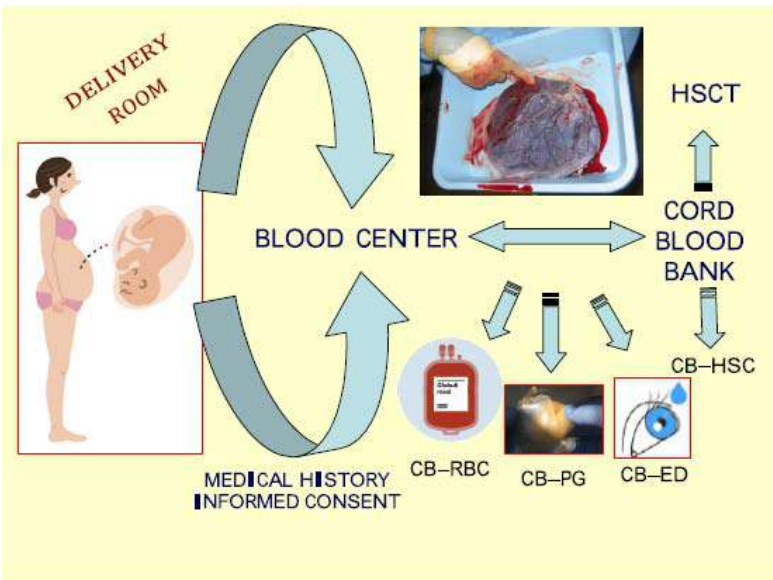 DELIVERY
ROOM
HSCT
BLOOD CENTER
CORD
BLOOD
BANK
CB–HSC
CB–RBC
CB–PG
CB–ED
MEDICAL HISTORY
INFORMED CONSENT